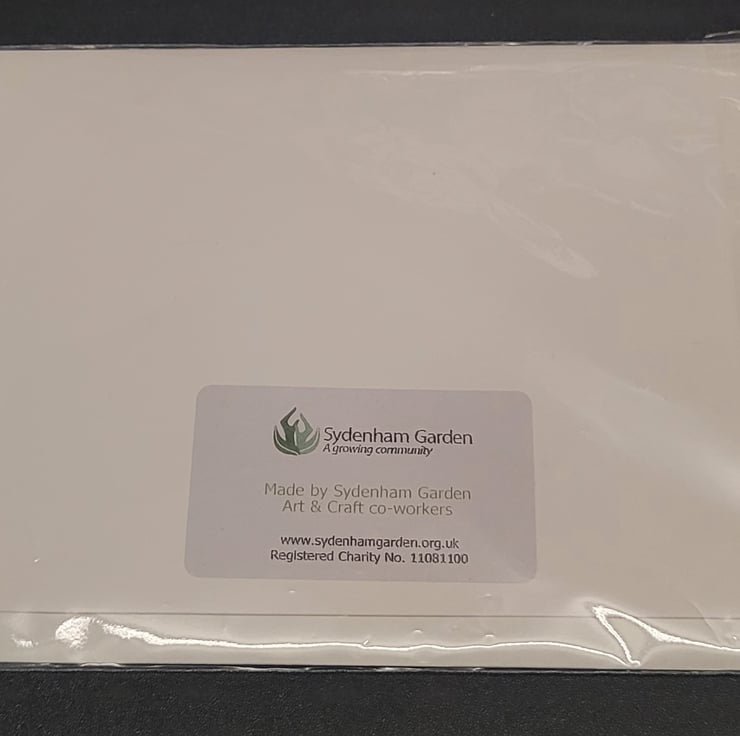 Sydenham Garden
A growing community
Made by Sydenham Garden
Art & Craft co-workers
www.sydenhamgarden.org.uk
Registered Charity No. 11081100